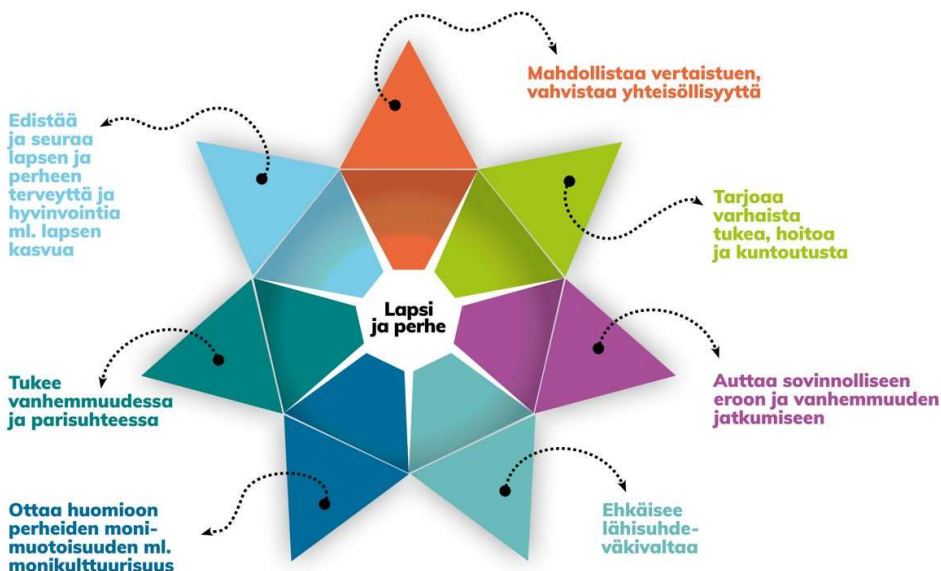 Mahdollistaa vertaistuen,
vahvistaa yhteisöllisyyttä
Edistää
ja seuraa
lapsen ja
perheen
terveyttä ja
hyvinvointia
ml. lapsen
kasvua
Tarjoaa
varhaista
tukea, hoitoa
ja kuntoutusta
Lapsi
ja perhe
Tukee
vanhemmuudessa
ja parisuhteessa
Auttaa sovinnolliseen
eroon ja vanhemmuuden
jatkumiseen
Ottaa huomioon
perheiden moni-
muotoisuuden ml.
monikulttuurisuus
Ehkäisee
lähisuhde-
väkivaltaa